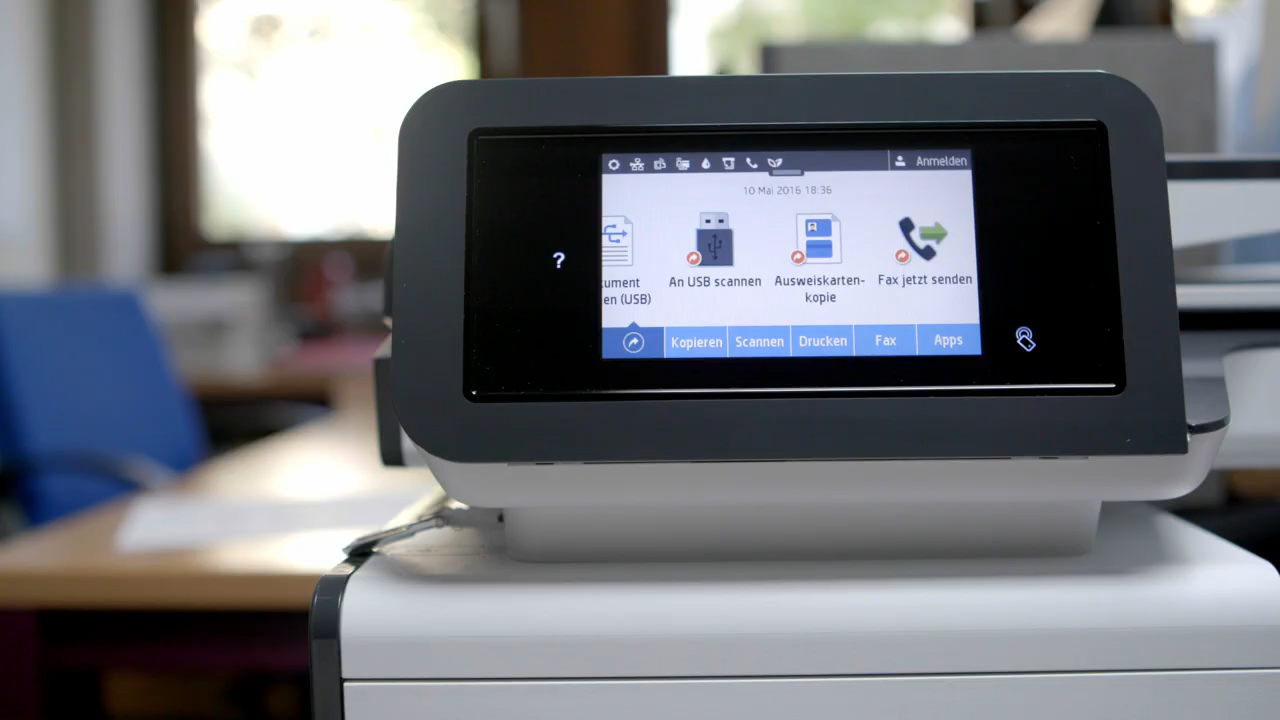 Anmelden
10 Mai 2016 18:36
?
ument
en (USB)
An USB scannen
Ausweiskarten-
kopie
Fax jetzt senden
Kopieren
Scannen
Drucken
Fax
Apps